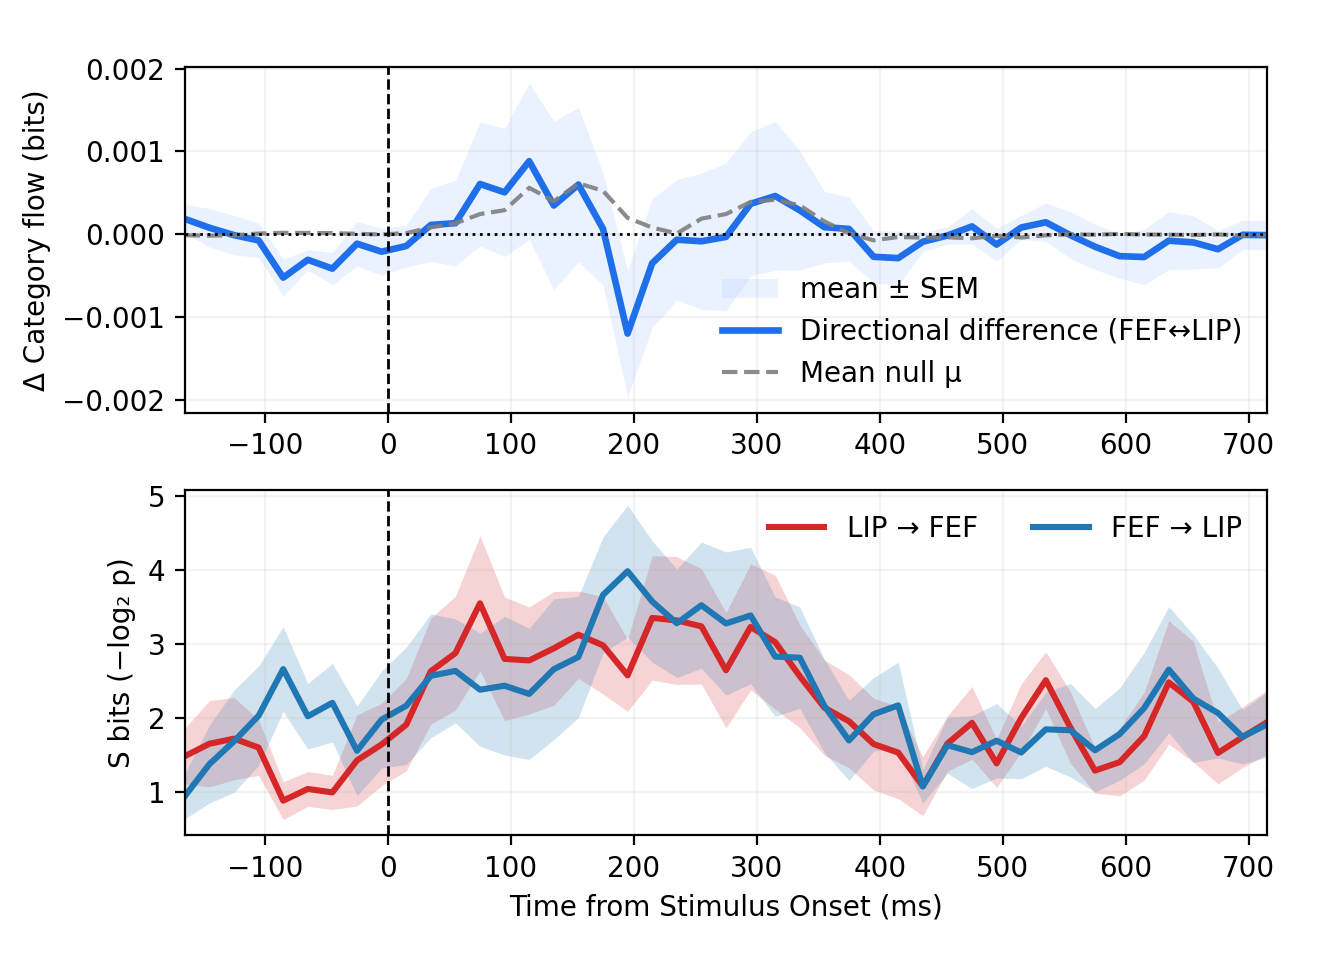 Δ Category flow (bits)
0.002
0.001
0.000
−0.001
−0.002
mean ± SEM
Directional difference (FEF↔LIP)
Mean null μ
−100 0 100 200 300 400 500 600 700
S bits (−log₂ p)
5
4
3
2
1
LIP → FEF FEF → LIP
−100 0 100 200 300 400 500 600 700
Time from Stimulus Onset (ms)